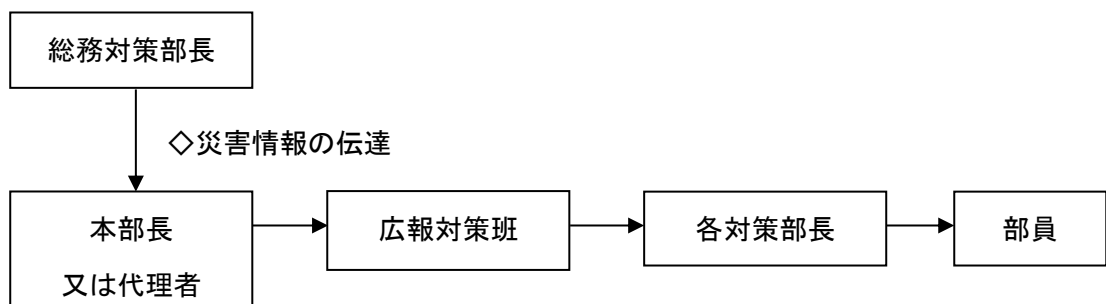 総務対策部長
◇災害情報の伝達
本部長
又は代理者
広報対策班
各対策部長
部員